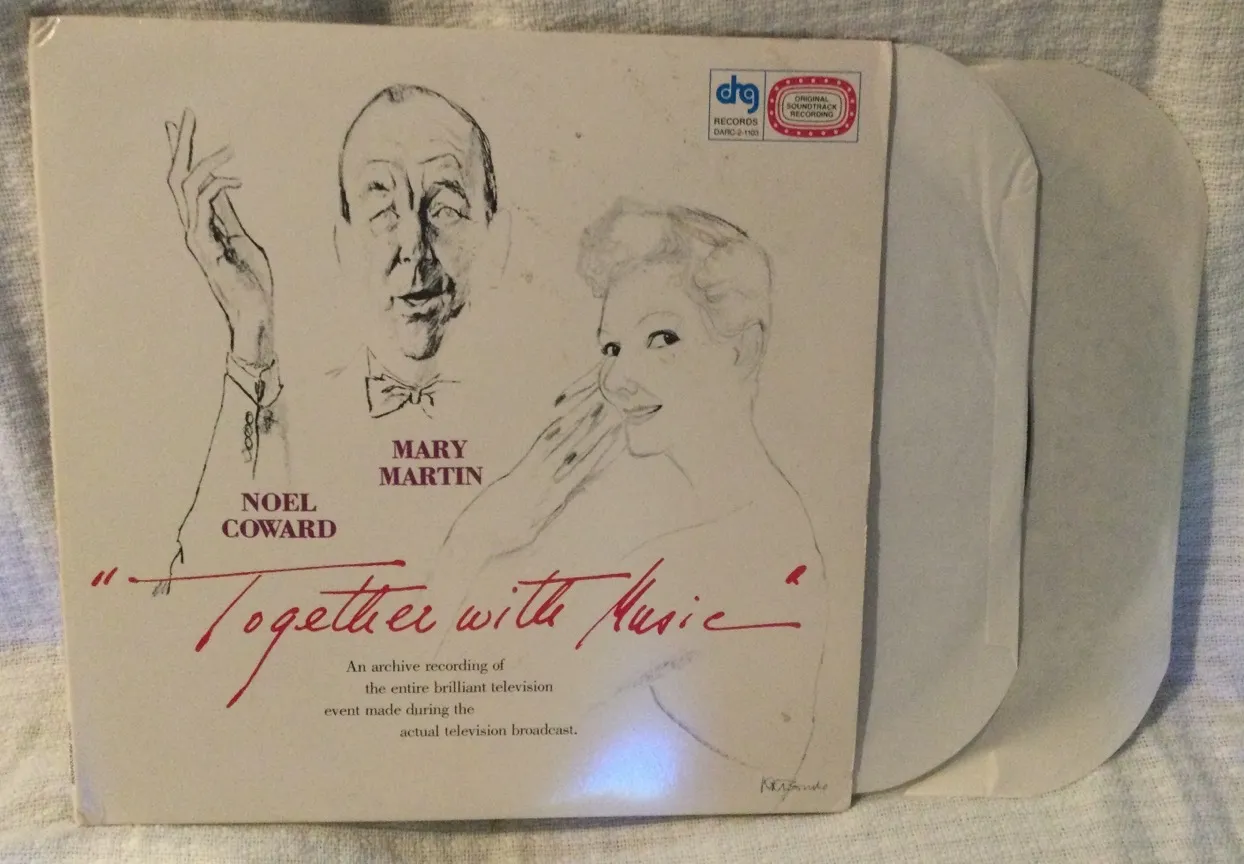 drg
RECORDS
DARC-2-1103
ORIGINAL
SOUNDTRACK
RECORDING
MARY
MARTIN
NOEL
COWARD
"Together with Music"
An archive recording of
the entire brilliant television
event made during the
actual television broadcast.